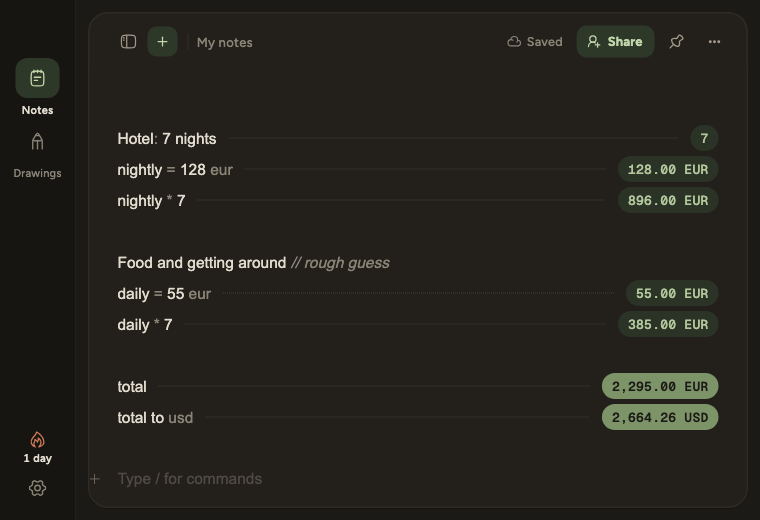 My notes
Saved
Share
Notes
Drawings
Hotel: 7 nights 7
nightly = 128 eur 128.00 EUR
nightly * 7 896.00 EUR
Food and getting around // rough guess
daily = 55 eur 55.00 EUR
daily * 7 385.00 EUR
total 2,295.00 EUR
total to usd 2,664.26 USD
Type / for commands
1 day